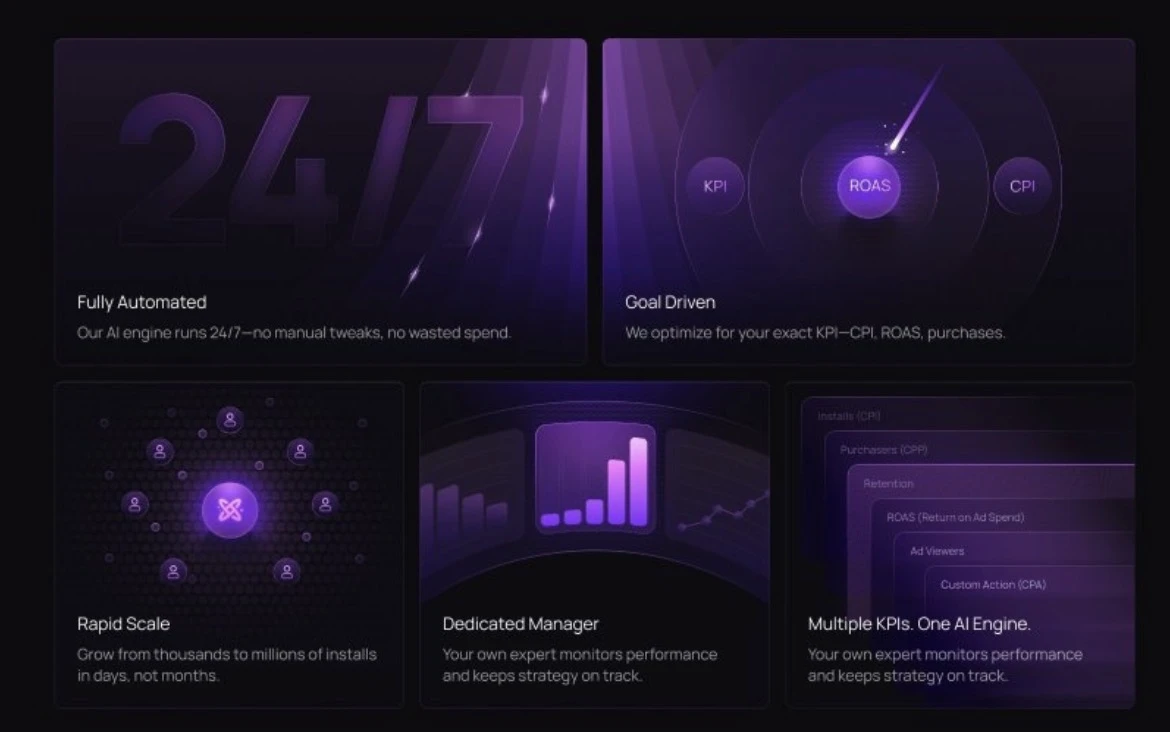 24/7
Fully Automated
Our AI engine runs 24/7—no manual tweaks, no wasted spend.
KPI
ROAS
CPI
Goal Driven
We optimize for your exact KPI—CPI, ROAS, purchases.
Rapid Scale
Grow from thousands to millions of installs
in days, not months.
Dedicated Manager
Your own expert monitors performance
and keeps strategy on track.
Installs (CPI)
Purchasers (CPP)
Retention
ROAS (Return on Ad Spend)
Ad Viewers
Custom Action (CPA)
Multiple KPIs. One AI Engine.
Your own expert monitors performance
and keeps strategy on track.